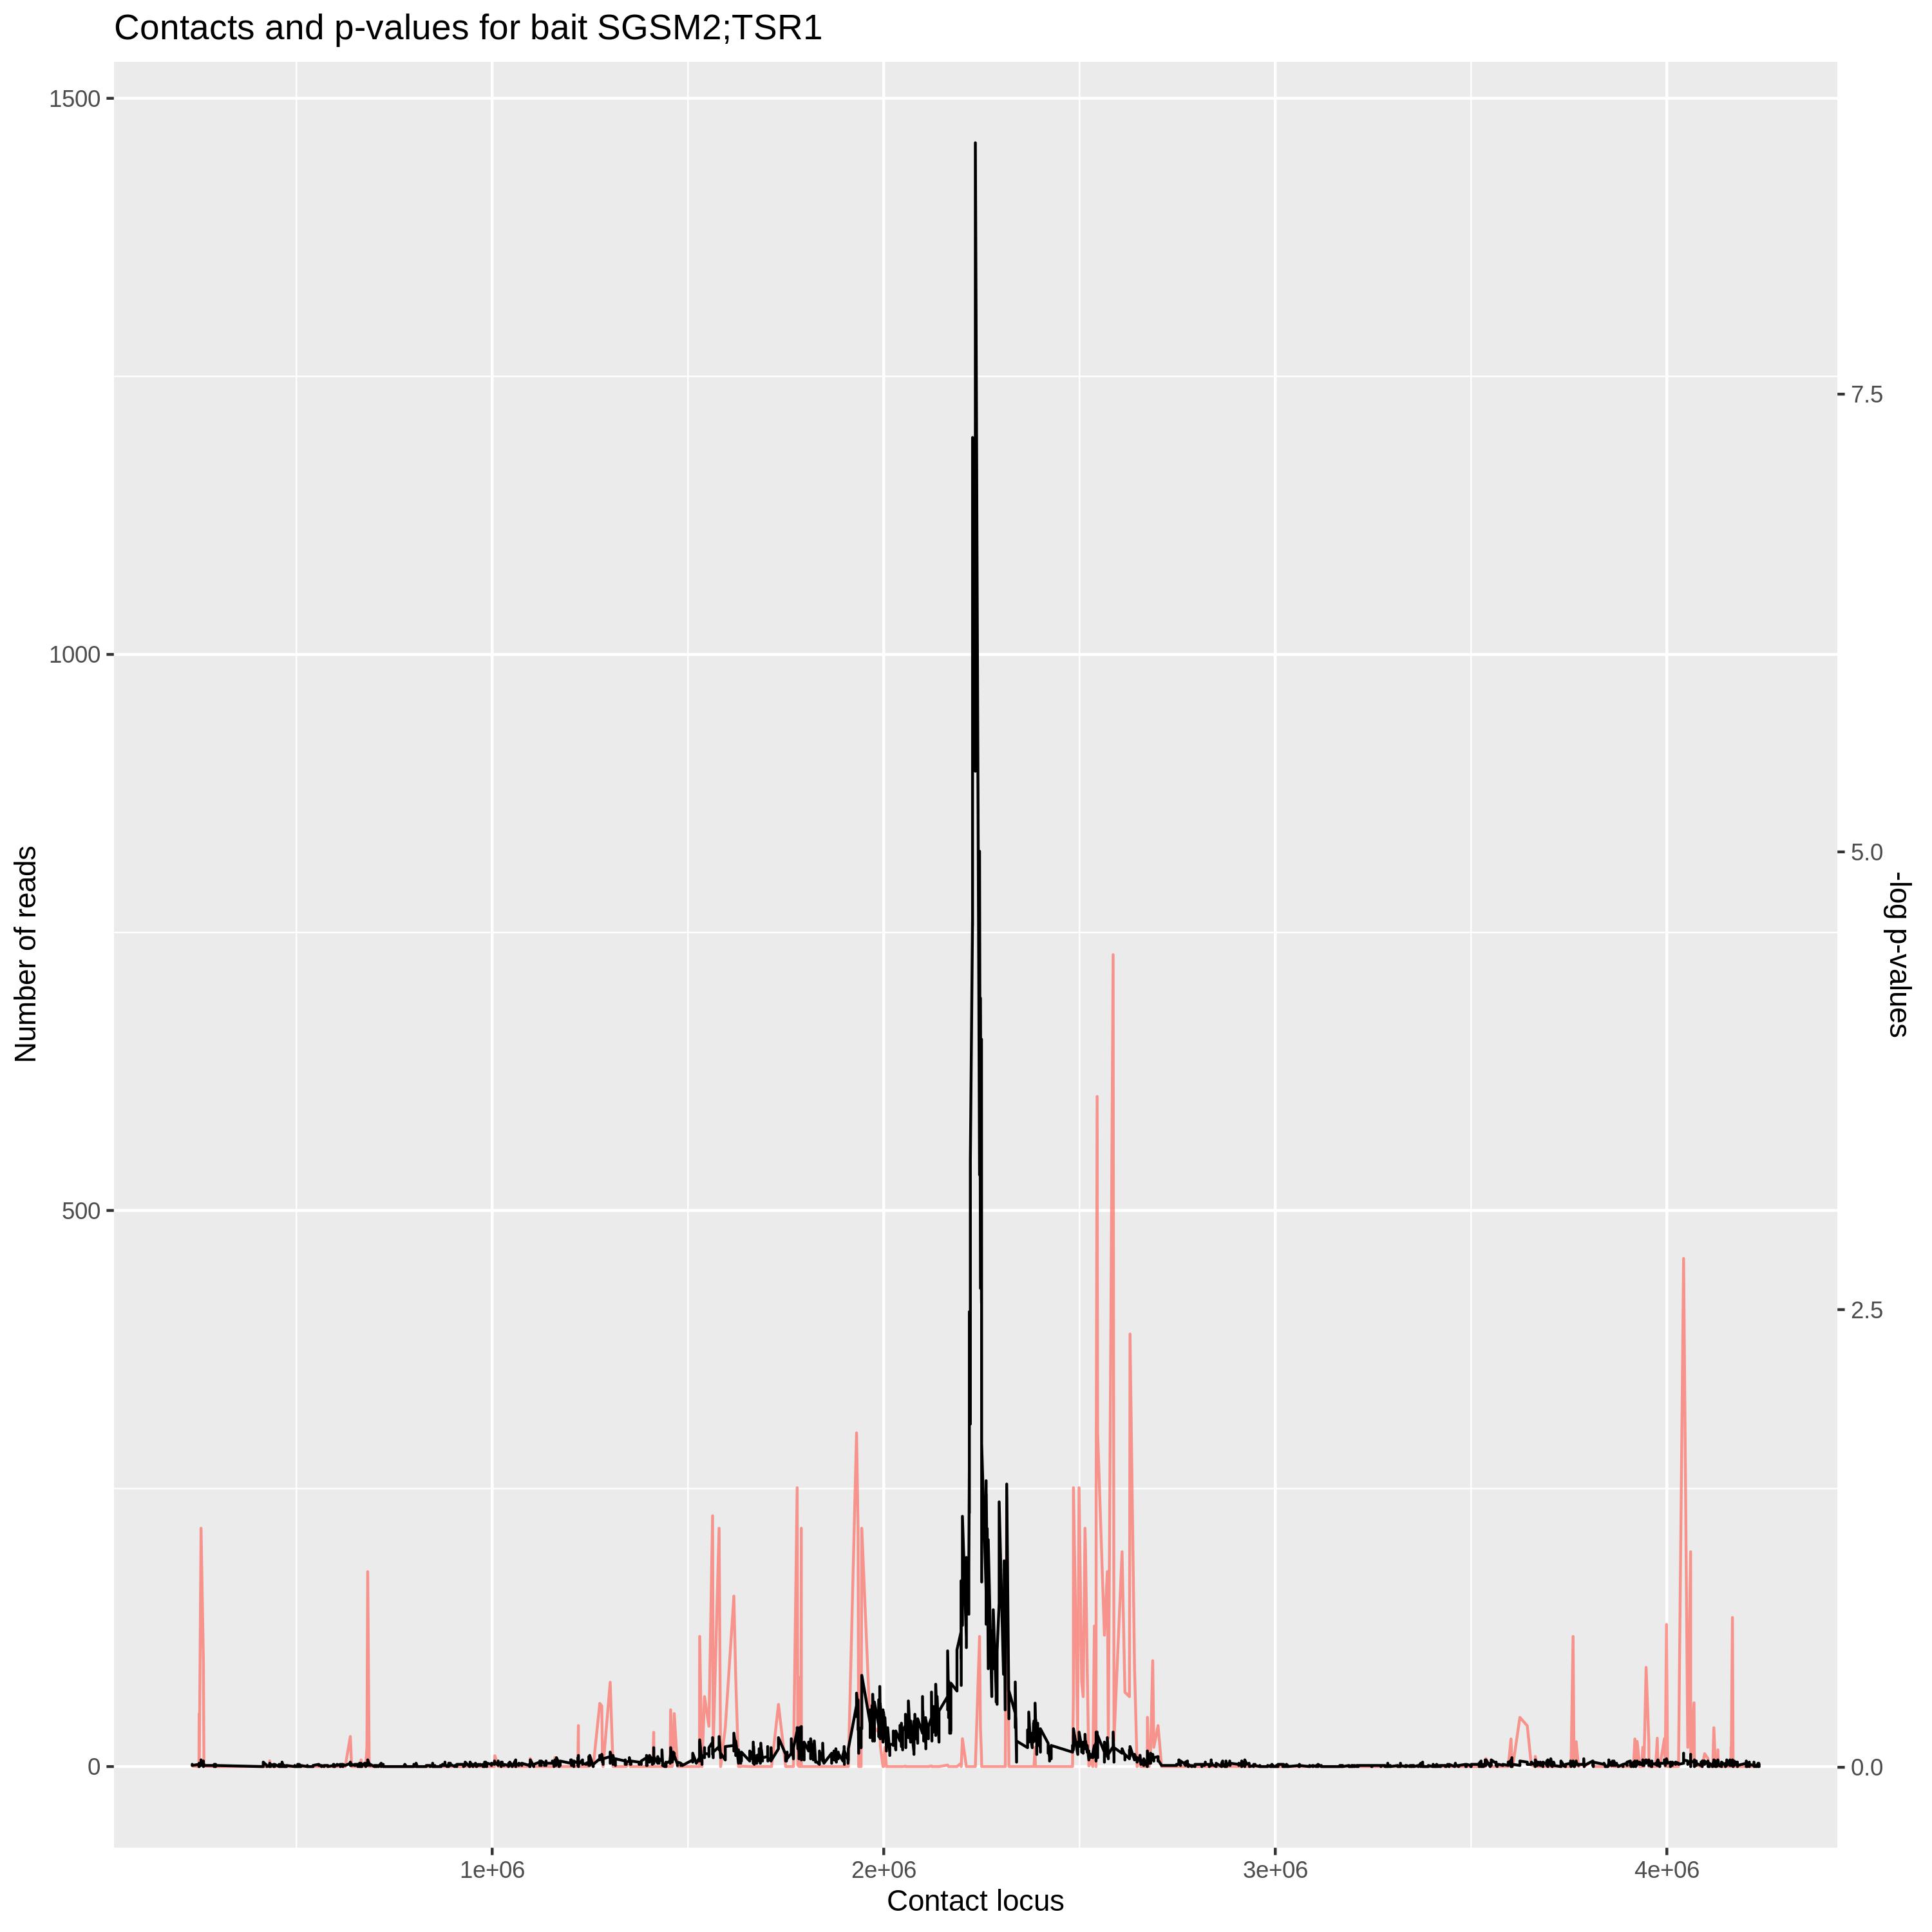 Contacts and p-values for bait SGSM2;TSR1
1500
1000
500
0
Number of reads
7.5
5.0
2.5
0.0
-log p-values
1e+06
2e+06
3e+06
4e+06
Contact locus